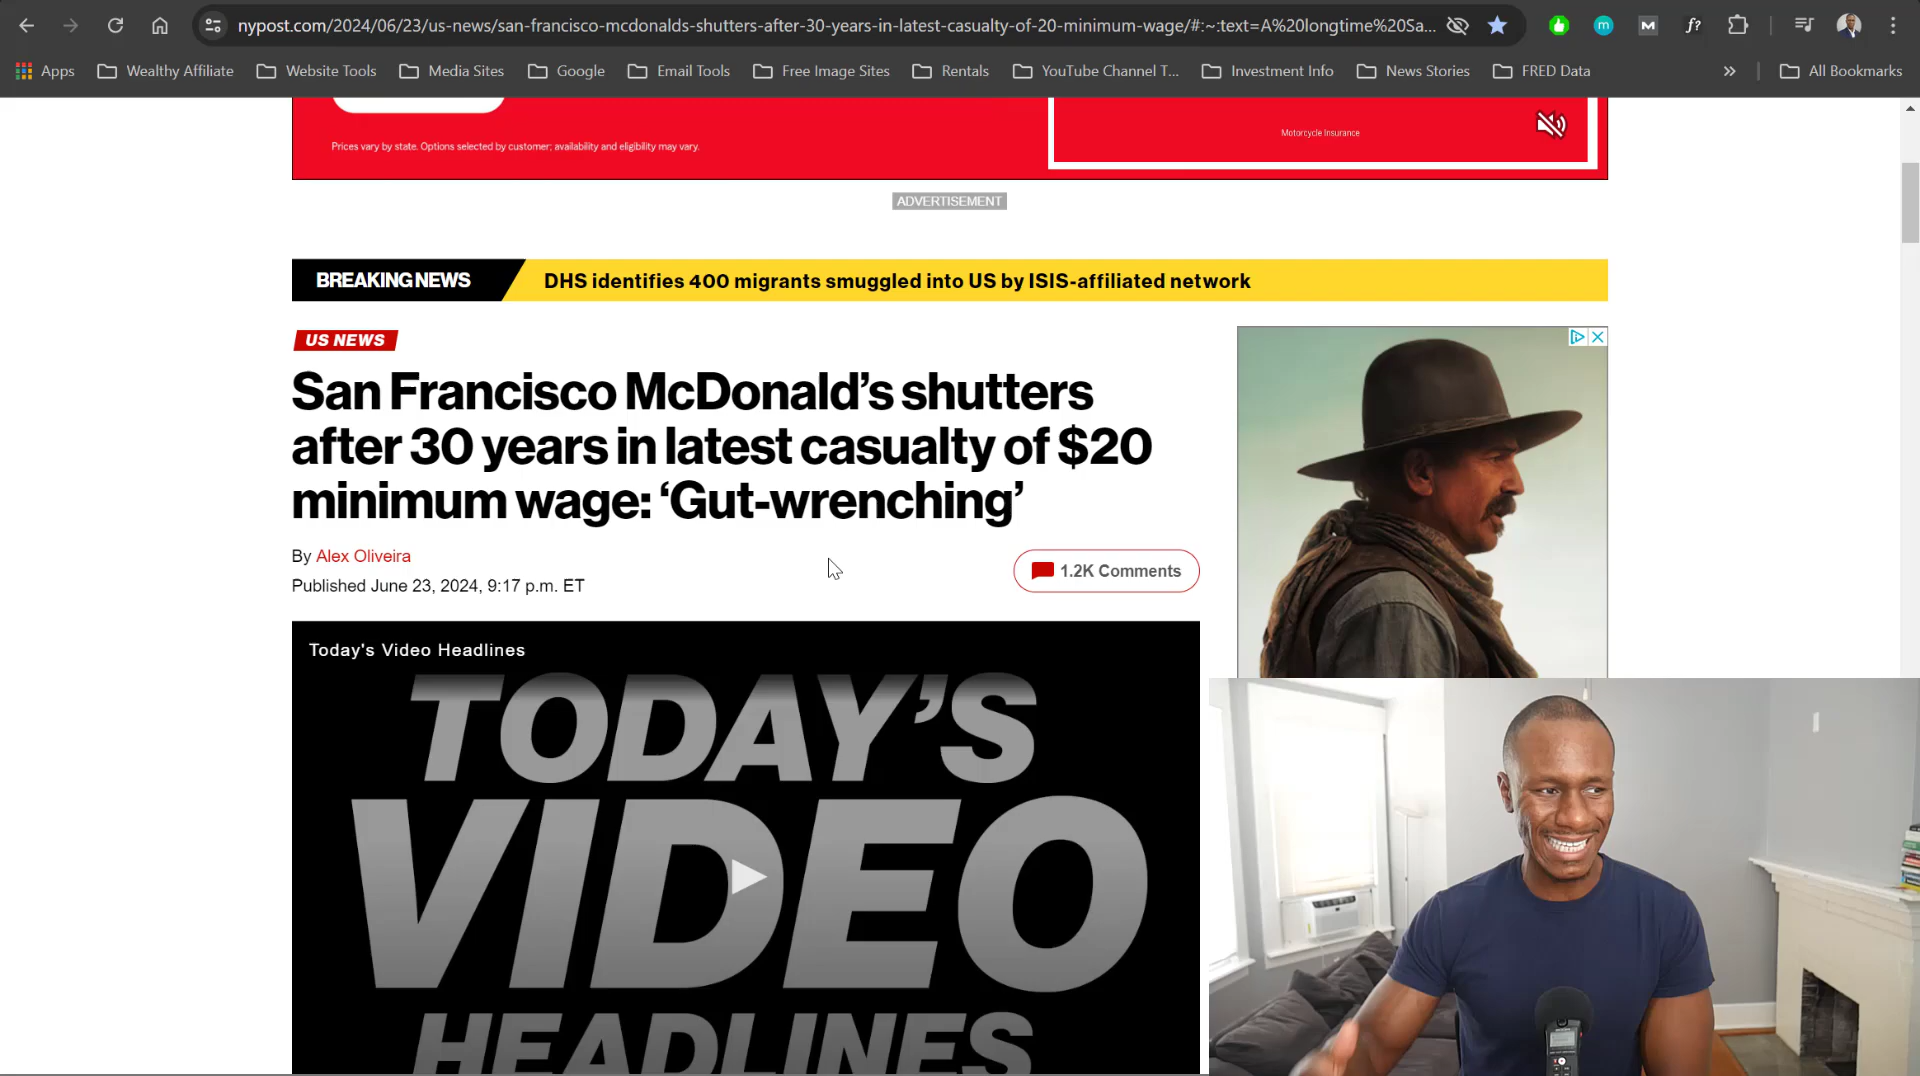 nypost.com/2024/06/23/us-news/san-francisco-mcdonalds-shutters-after-30-years-in-latest-casualty-of-20-minimum-wage/#:~:text=A%20longtime%20Sa...
Apps
Wealthy Affiliate
Website Tools
Media Sites
Google
Email Tools
Free Image Sites
Rentals
YouTube Channel T...
Investment Info
News Stories
FRED Data
All Bookmarks
Motorcycle Insurance
Prices vary by state. Options selected by customer; availability and eligibility may vary.
ADVERTISEMENT
BREAKING NEWS
DHS identifies 400 migrants smuggled into US by ISIS-affiliated network
US NEWS
San Francisco McDonald’s shutters
after 30 years in latest casualty of $20
minimum wage: ‘Gut-wrenching’
By Alex Oliveira
Published June 23, 2024, 9:17 p.m. ET
1.2K Comments
Today's Video Headlines
TODAY’S
VIDEO
HEADLINES